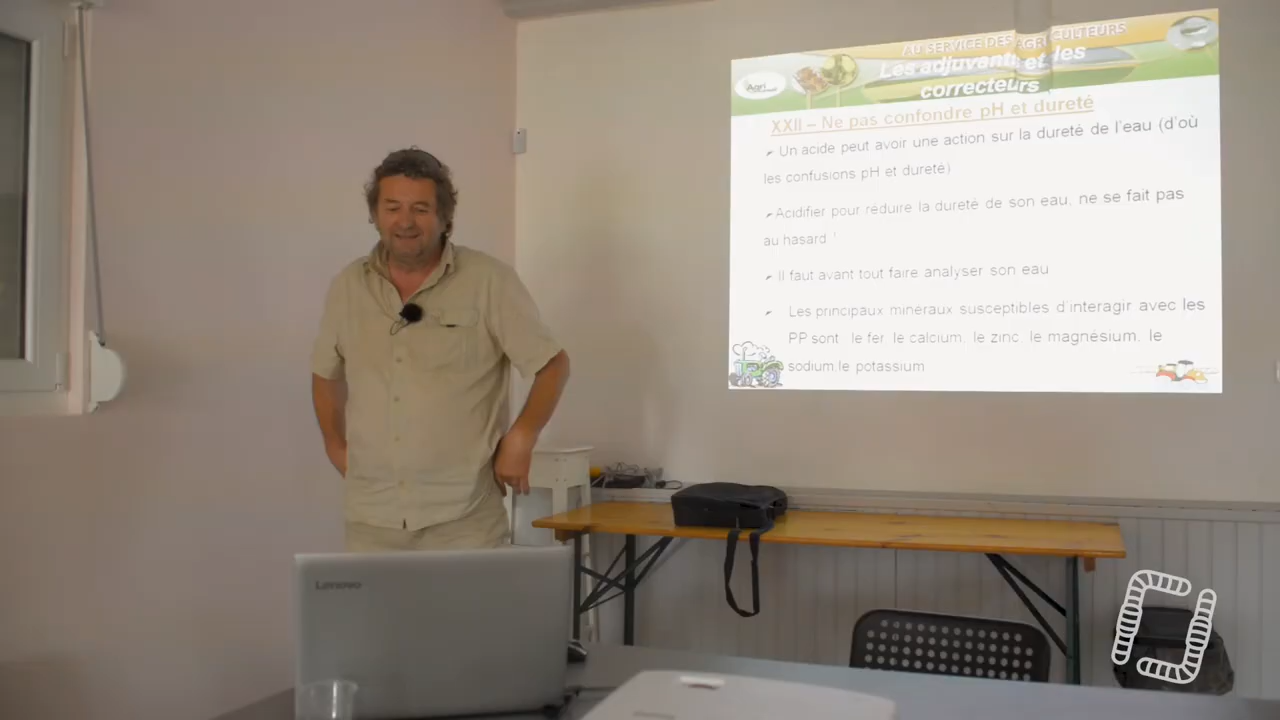 AU SERVICE DES AGRICULTEURS
Les adjuvants et les
correcteurs
Agri
XXII – Ne pas confondre pH et dureté
Un acide peut avoir une action sur la dureté de l'eau (d'où
les confusions pH et dureté)
Acidifier pour réduire la dureté de son eau, ne se fait pas
au hasard !
Il faut avant tout faire analyser son eau
Les principaux minéraux susceptibles d'interagir avec les
PP sont le fer le calcium, le zinc le magnésium, le
sodium,le potassium
Lenovo